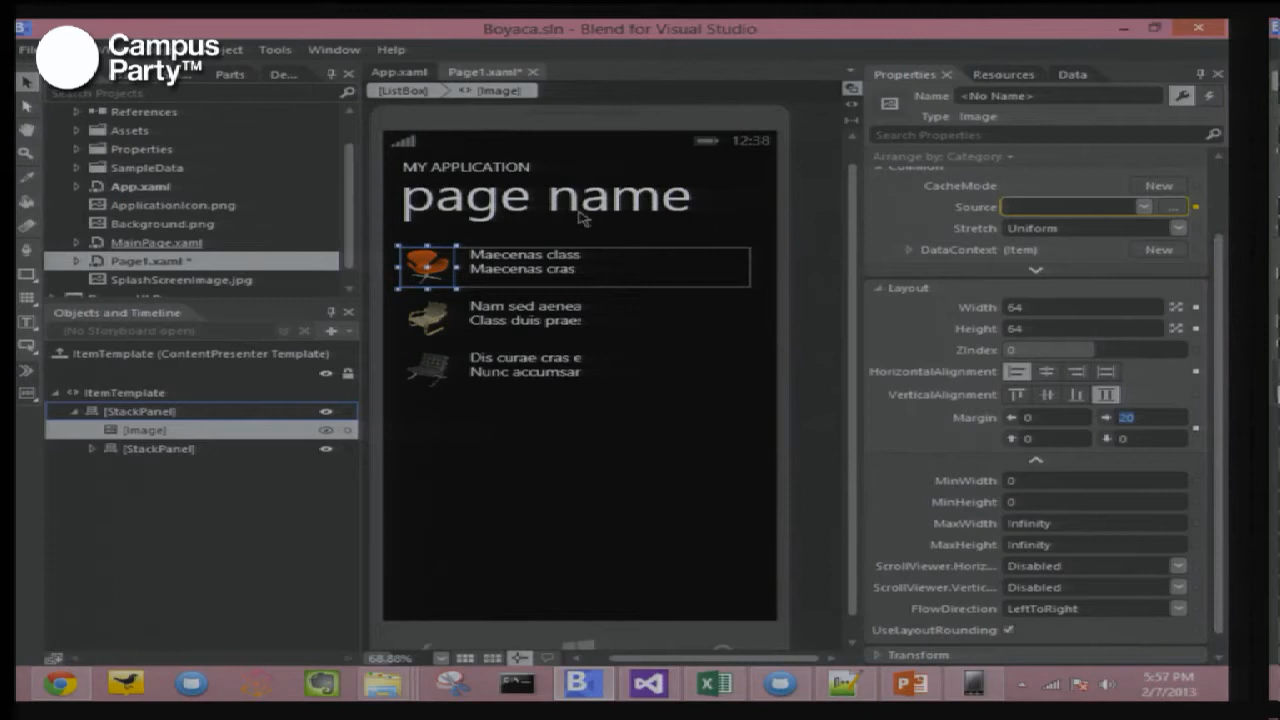 Boyaca.sln - Blend for Visual Studio
Campus
Party™
Tools Window Help
Parts De...
App.xaml Page1.xaml*
Properties Resources Data
[ListBox] [Image]
Name <No Name>
Type Image
Search Projects
Search Properties
References
Assets
Properties
SampleData
App.xaml
ApplicationIcon.png
Background.png
MainPage.xaml
Page1.xaml *
SplashScreenImage.jpg
Objects and Timeline
(No Storyboard open)
ItemTemplate (ContentPresenter Template)
ItemTemplate
[StackPanel]
[Image]
[StackPanel]
12:38
MY APPLICATION
page name
Maecenas class
Maecenas cras
Nam sed aenea
Class duis praes
Dis curae cras e
Nunc accumsar
68.88%
Arrange by: Category
Common
CacheMode New
Source ...
Stretch Uniform
DataContext (Item) New
Layout
Width 64
Height 64
ZIndex 0
HorizontalAlignment
VerticalAlignment
Margin 0 20
0 0
MinWidth 0
MinHeight 0
MaxWidth Infinity
MaxHeight Infinity
ScrollViewer.Horiz... Disabled
ScrollViewer.Vertic... Disabled
FlowDirection LeftToRight
UseLayoutRounding
Transform
5:57 PM
2/7/2013